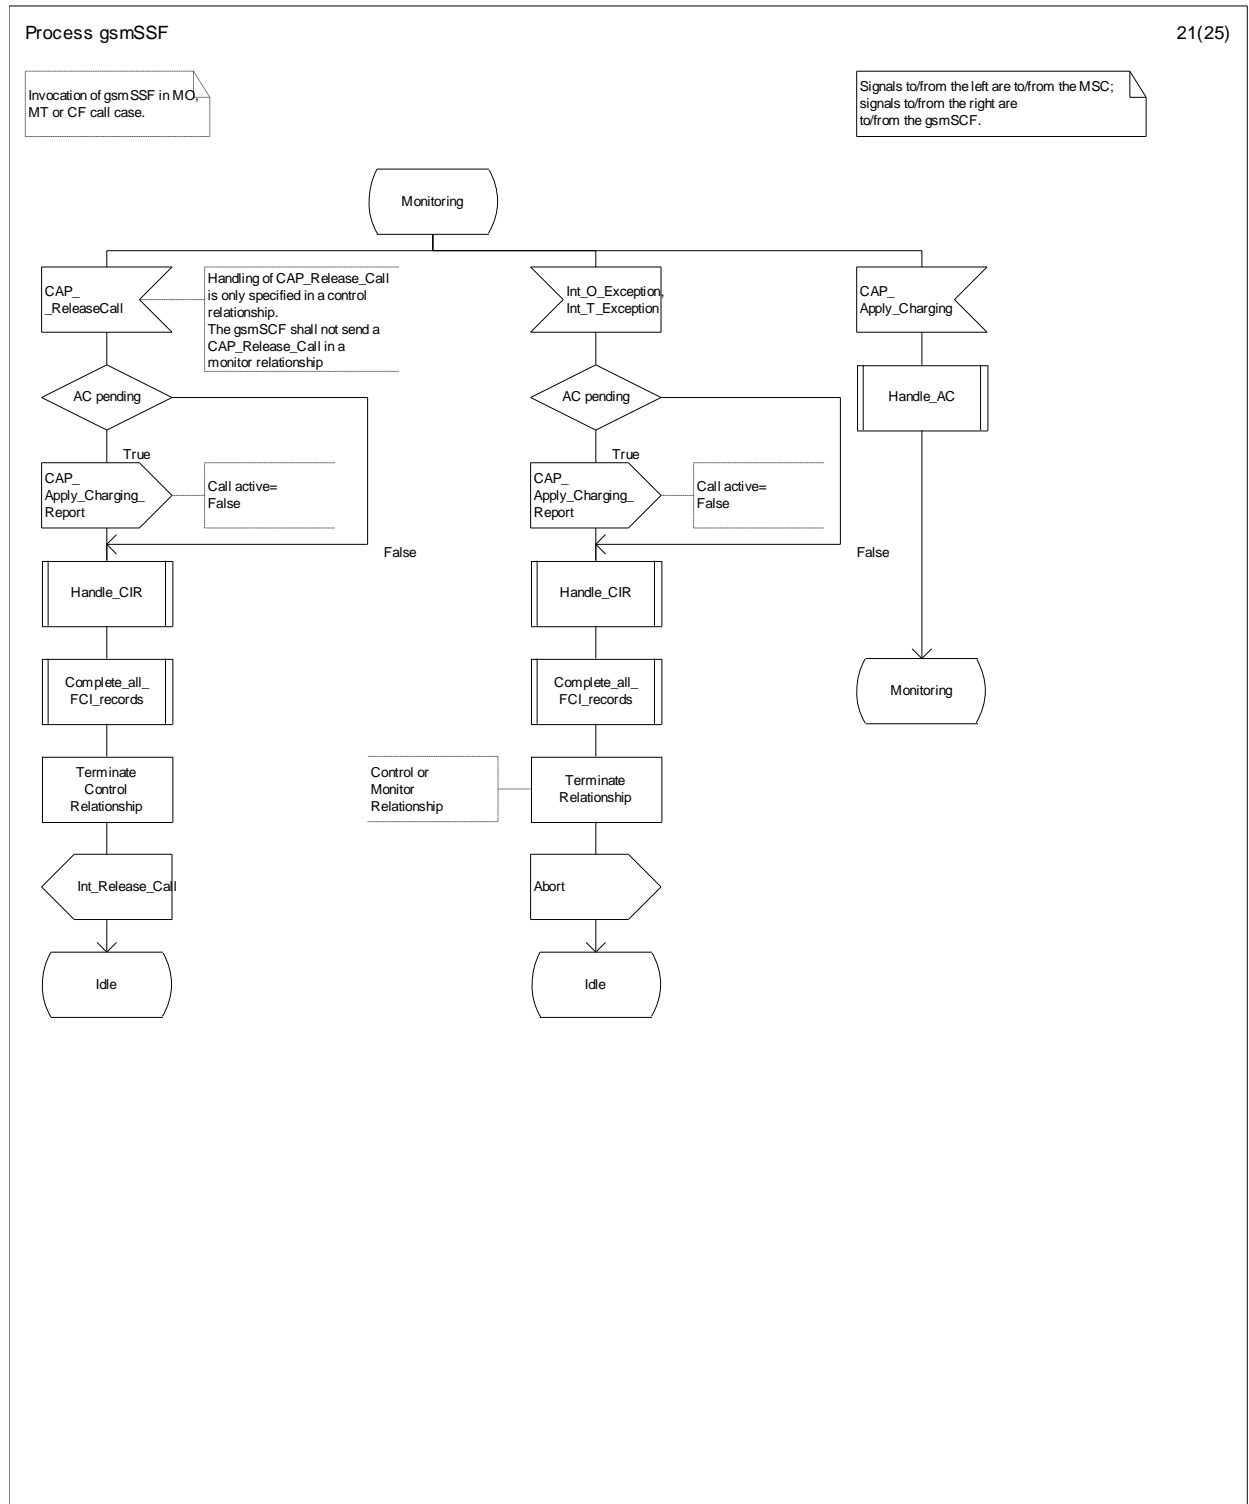 Process gsmSSF
21(25)
Invocation of gsmSSF in MO,
MT or CF call case.
Signals to/from the left are to/from the MSC;
signals to/from the right are
to/from the gsmSCF.
Monitoring
CAP_
_ReleaseCall
Handling of CAP_Release_Call
is only specified in a control
relationship.
The gsmSCF shall not send a
CAP_Release_Call in a
monitor relationship
Int_O_Exception,
Int_T_Exception
CAP_
Apply_Charging
AC pending
AC pending
Handle_AC
True
True
CAP_
Apply_Charging_
Report
Call active=
False
CAP_
Apply_Charging_
Report
Call active=
False
False
False
Handle_CIR
Handle_CIR
Complete_all_
FCI_records
Complete_all_
FCI_records
Monitoring
Terminate
Control
Relationship
Control or
Monitor
Relationship
Terminate
Relationship
Int_Release_Call
Abort
Idle
Idle